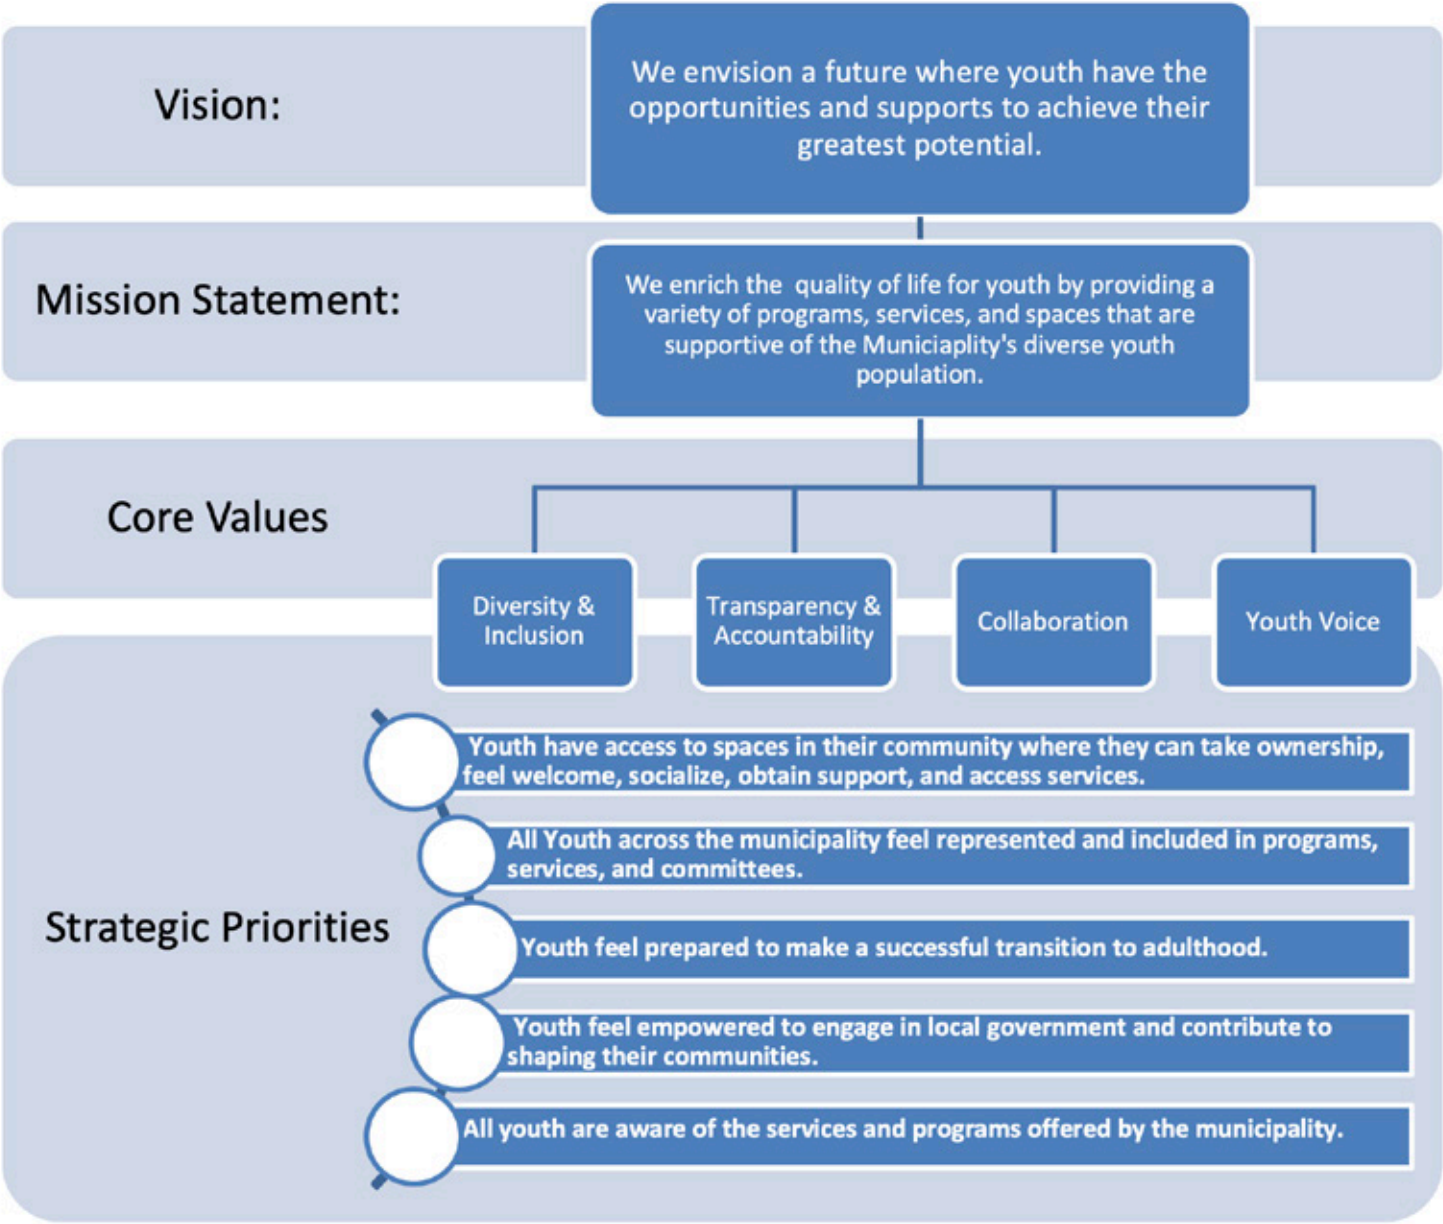 Vision:
We envision a future where youth have the
opportunities and supports to achieve their
greatest potential.
Mission Statement:
We enrich the quality of life for youth by providing a
variety of programs, services, and spaces that are
supportive of the Municiaplity's diverse youth
population.
Core Values
Diversity &
Inclusion
Transparency &
Accountability
Collaboration
Youth Voice
Strategic Priorities
Youth have access to spaces in their community where they can take ownership,
feel welcome, socialize, obtain support, and access services.
All Youth across the municipality feel represented and included in programs,
services, and committees.
Youth feel prepared to make a successful transition to adulthood.
Youth feel empowered to engage in local government and contribute to
shaping their communities.
All youth are aware of the services and programs offered by the municipality.